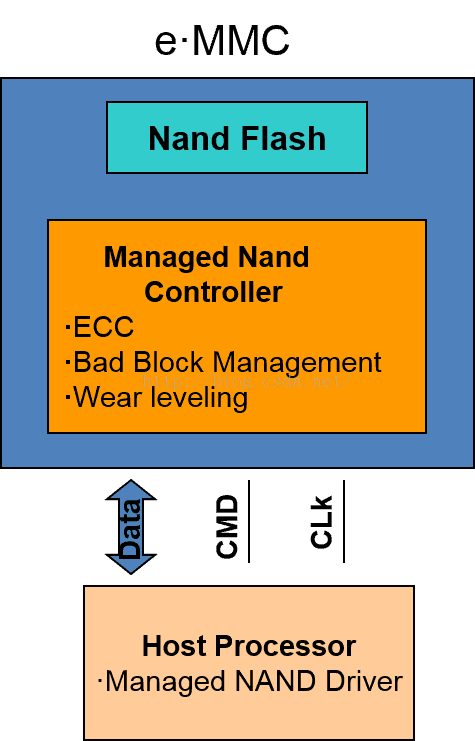 e·MMC
Nand Flash
Managed Nand
Controller
·ECC
·Bad Block Management
·Wear leveling
Data
CMD
CLk
Host Processor
·Managed NAND Driver